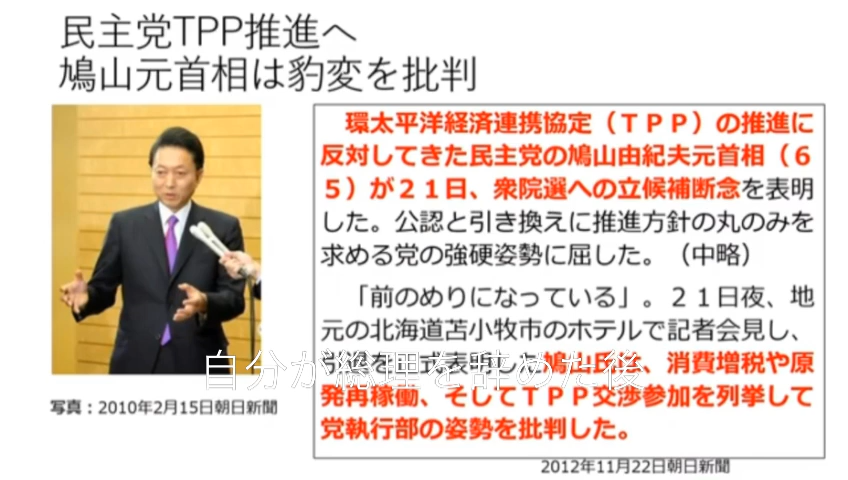 民主党TPP推進へ
鳩山元首相は豹変を批判
環太平洋経済連携協定（ＴＰＰ）の推進に
反対してきた民主党の鳩山由紀夫元首相（６
５）が２１日、衆院選への立候補断念を表明
した。公認と引き換えに推進方針の丸のみを
求める党の強硬姿勢に屈した。（中略）
「前のめりになっている」。２１日夜、地
元の北海道苫小牧市のホテルで記者会見し、
引退を 式表明し 鳩山氏は、消費増税や原
発再稼働、そしてＴＰＰ交渉参加を列挙して
党執行部の姿勢を批判した。
自分が総理を辞めた後
写真：2010年2月15日朝日新聞
2012年11月22日朝日新聞